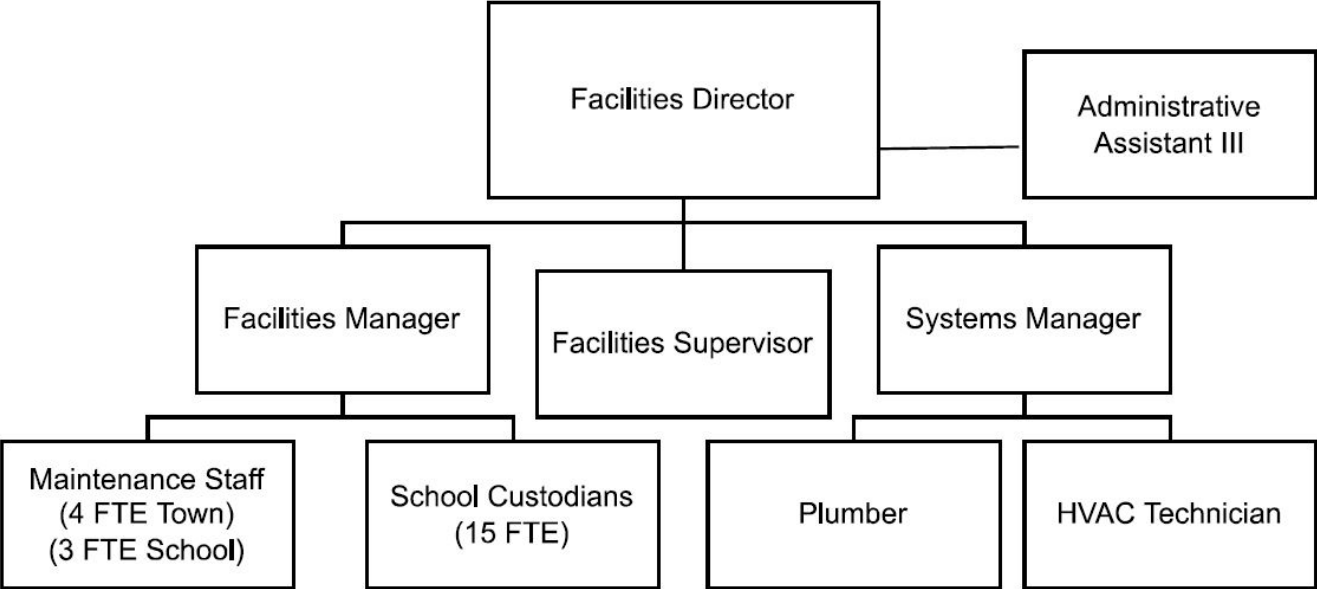 Facilities Director
Administrative
Assistant III
Facilities Manager
Facilities Supervisor
Systems Manager
Maintenance Staff
(4 FTE Town)
(3 FTE School)
School Custodians
(15 FTE)
Plumber
HVAC Technician